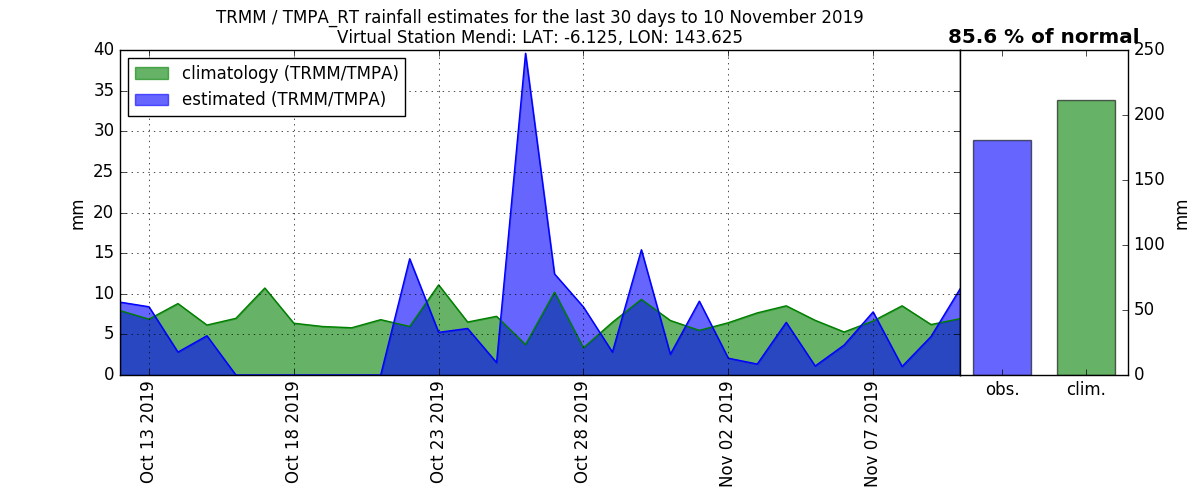 TRMM / TMPA_RT rainfall estimates for the last 30 days to 10 November 2019
Virtual Station Mendi: LAT: -6.125, LON: 143.625
85.6 % of normal
climatology (TRMM/TMPA)
estimated (TRMM/TMPA)
40
35
30
25
20
15
10
5
0
mm
Oct 13 2019
Oct 18 2019
Oct 23 2019
Oct 28 2019
Nov 02 2019
Nov 07 2019
obs.
clim.
250
200
150
100
50
0
mm